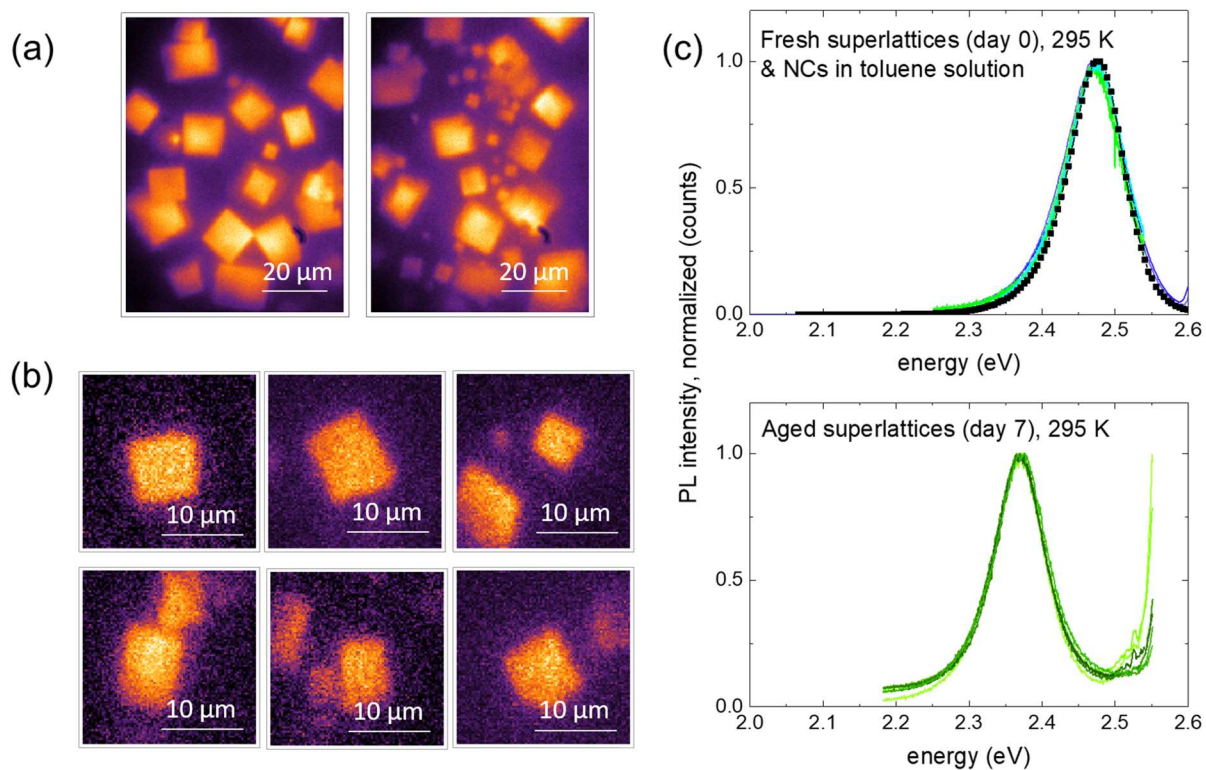 (a)
20 μm
20 μm
(b)
10 μm
10 μm
10 μm
10 μm
10 μm
10 μm
(c)
Fresh superlattices (day 0), 295 K
& NCs in toluene solution
1.0
0.5
0.0
2.0 2.1 2.2 2.3 2.4 2.5 2.6
energy (eV)
PL intensity, normalized (counts)
Aged superlattices (day 7), 295 K
1.0
0.5
0.0
2.0 2.1 2.2 2.3 2.4 2.5 2.6
energy (eV)